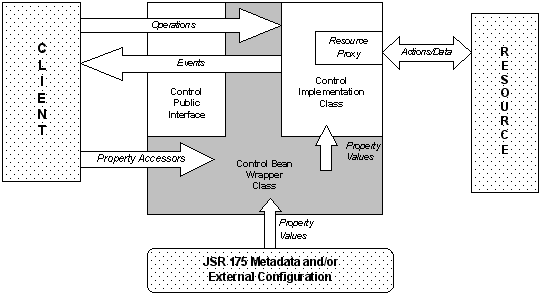 CLIENT
Operations
Events
Property Accessors
Control
Public
Interface
Resource
Proxy
Control
Implementation
Class
Actions/Data
RESOURCE
Control Bean
Wrapper
Class
Property
Values
Property
Values
JSR 175 Metadata and/or
External Configuration